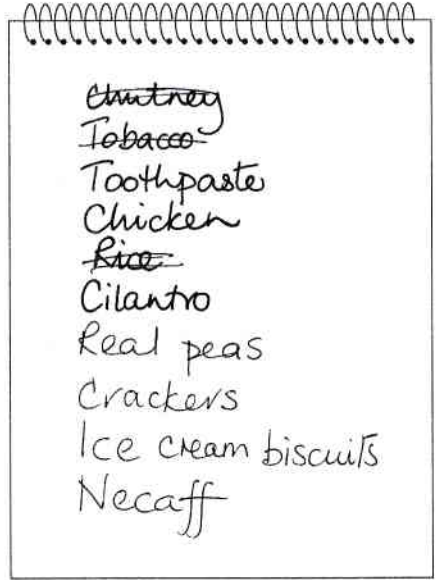 Chutney
Tobacco
Toothpaste
Chicken
Rice
Cilantro
Real peas
Crackers
Ice cream biscuits
Necaff